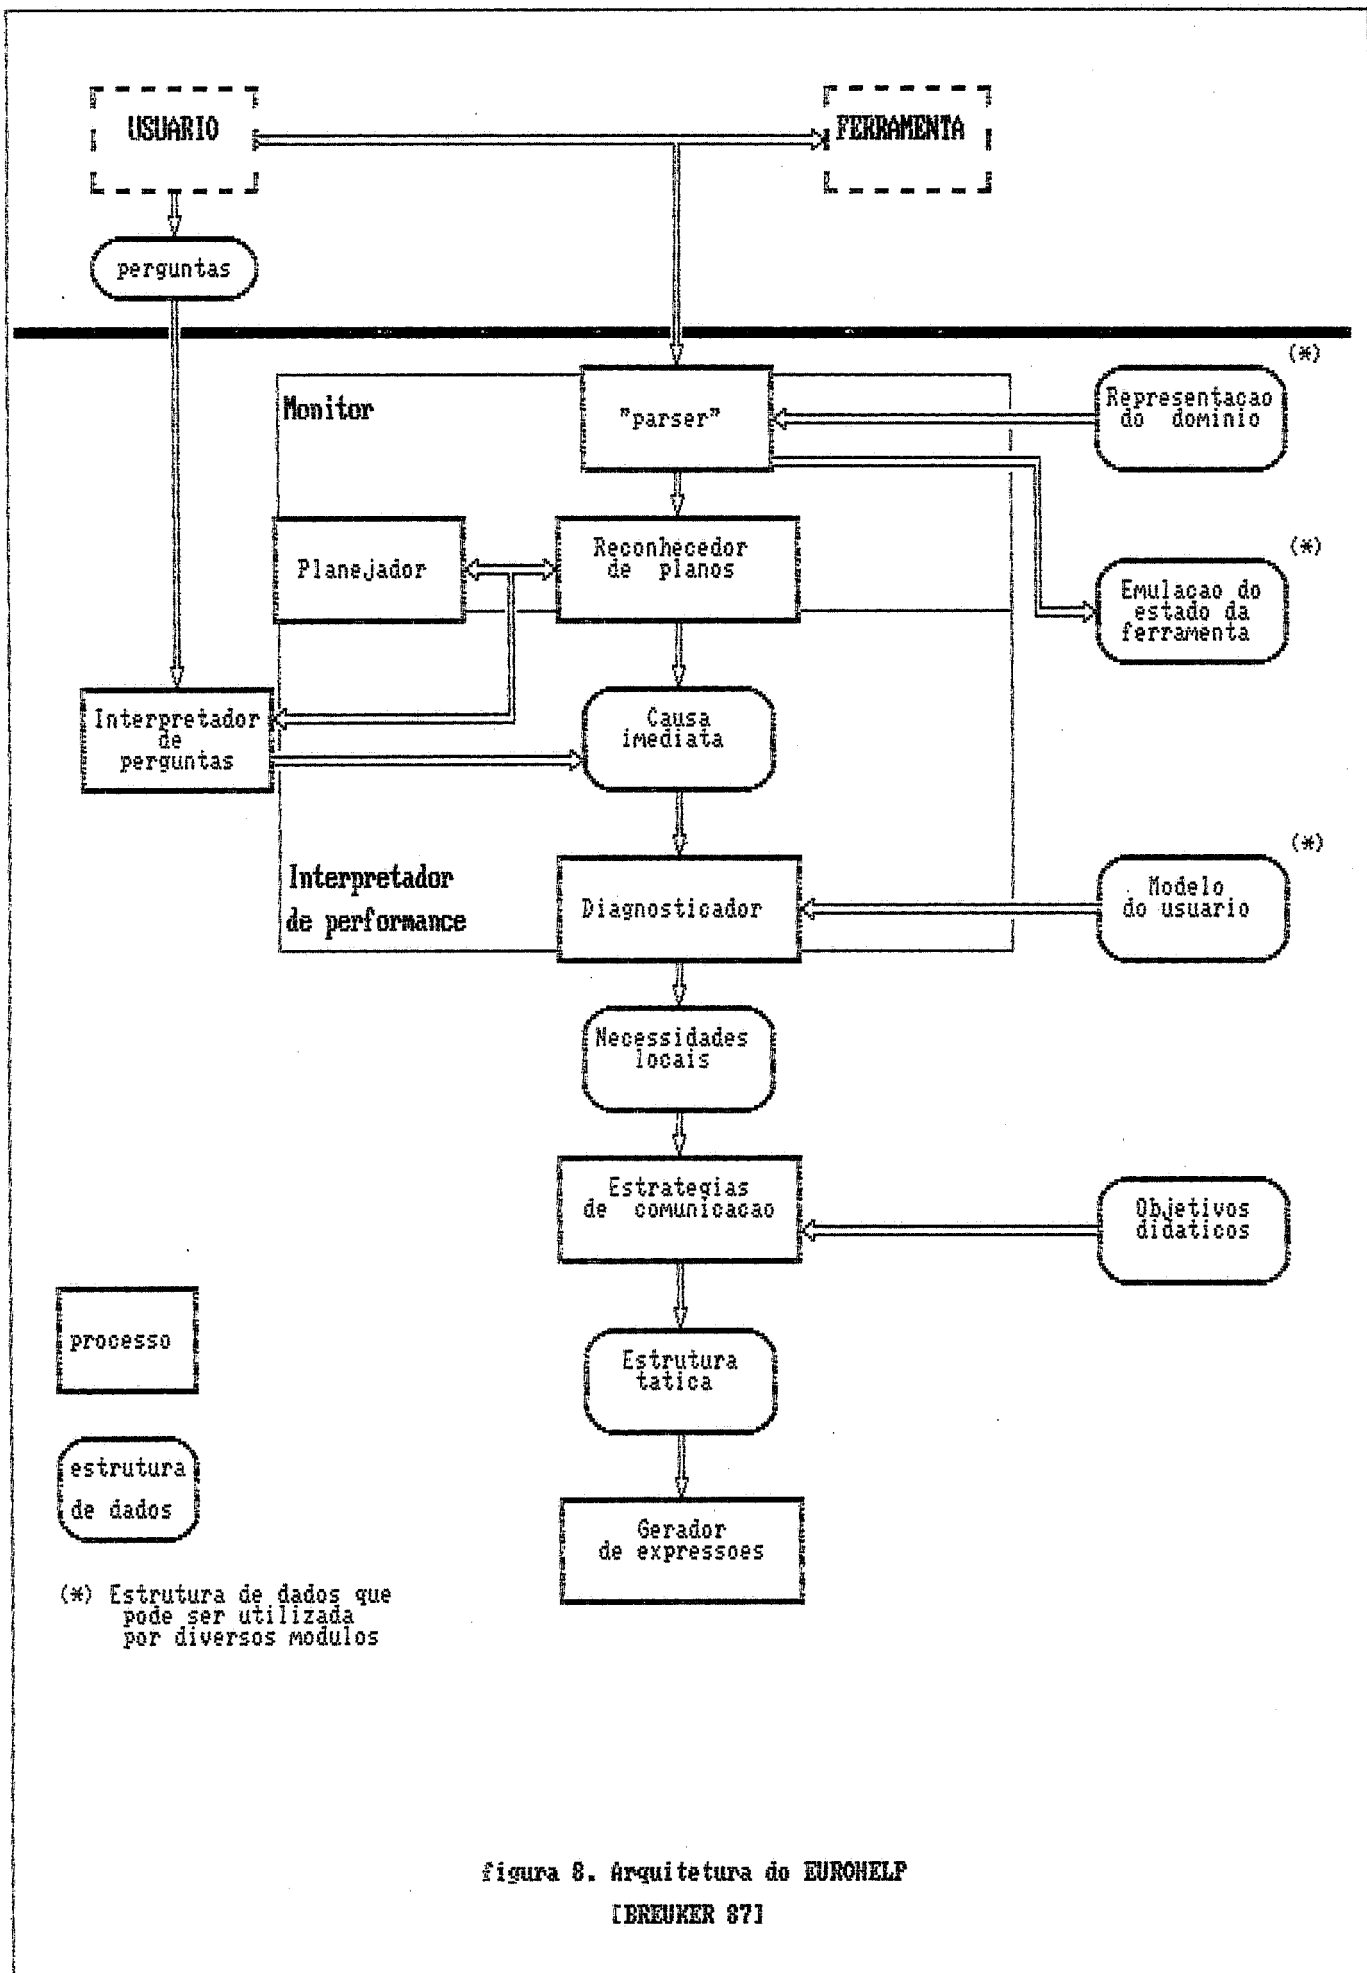 USUARIO
FERRAMENTA
perguntas
(*)
Monitor
"parser"
Representacao
do dominio
Planejador
Reconhecedor
de planos
(*)
Emulacao do
estado da
ferramenta
Interpretador
de
perguntas
Causa
imediata
(*)
Interpretador
de performance
Diagnosticador
Modelo
do usuario
Necessidades
locais
Estrategias
de comunicacao
Objetivos
didaticos
processo
Estrutura
tatica
estrutura
de dados
Gerador
de expressoes
(*) Estrutura de dados que
pode ser utilizada
por diversos modulos
figura 8. Arquitetura do EUROHELP
[BREUKER 87]